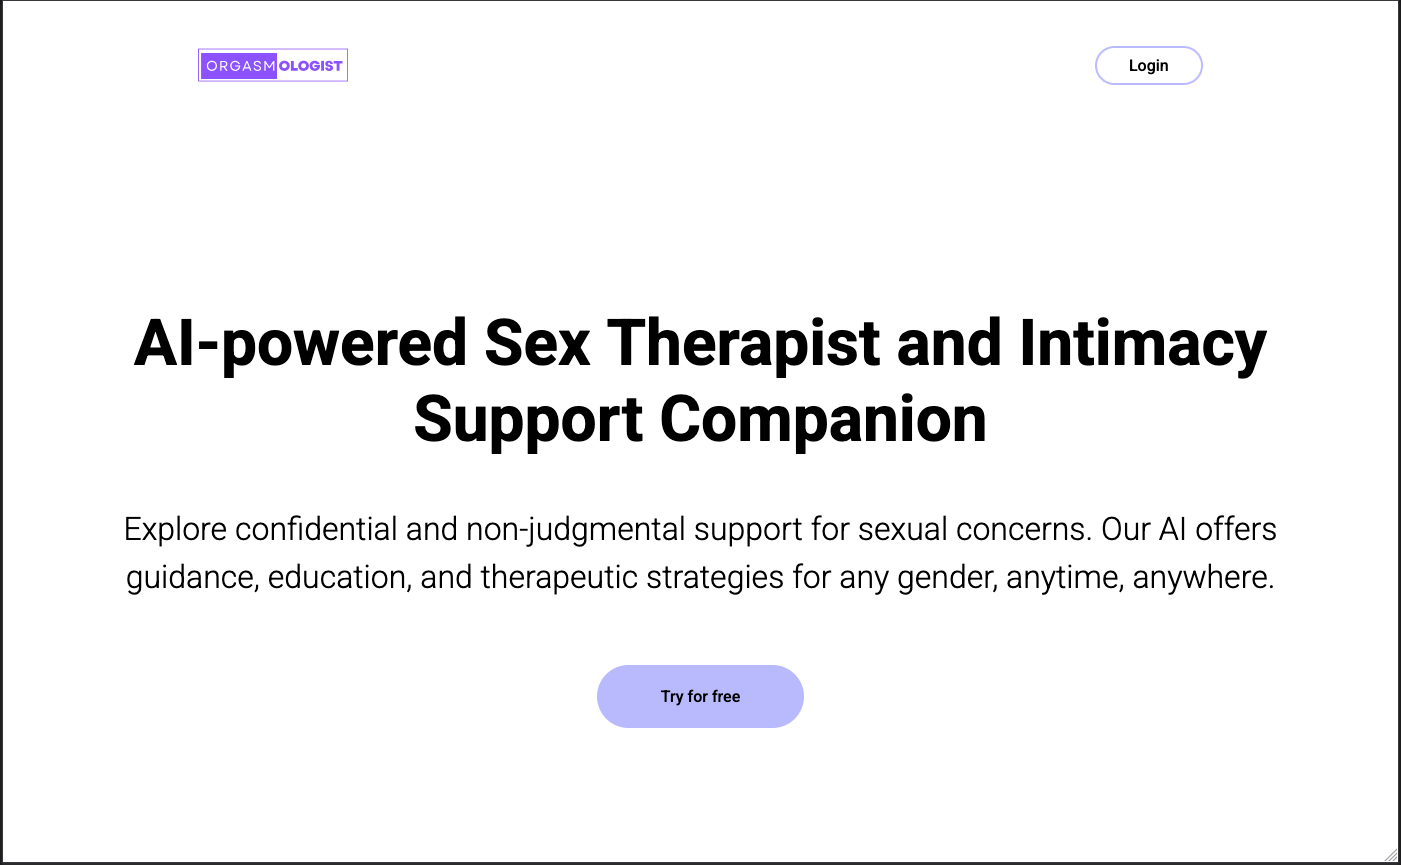 ORGASMOLOGIST
Login
AI-powered Sex Therapist and Intimacy
Support Companion
Explore confidential and non-judgmental support for sexual concerns. Our AI offers
guidance, education, and therapeutic strategies for any gender, anytime, anywhere.
Try for free